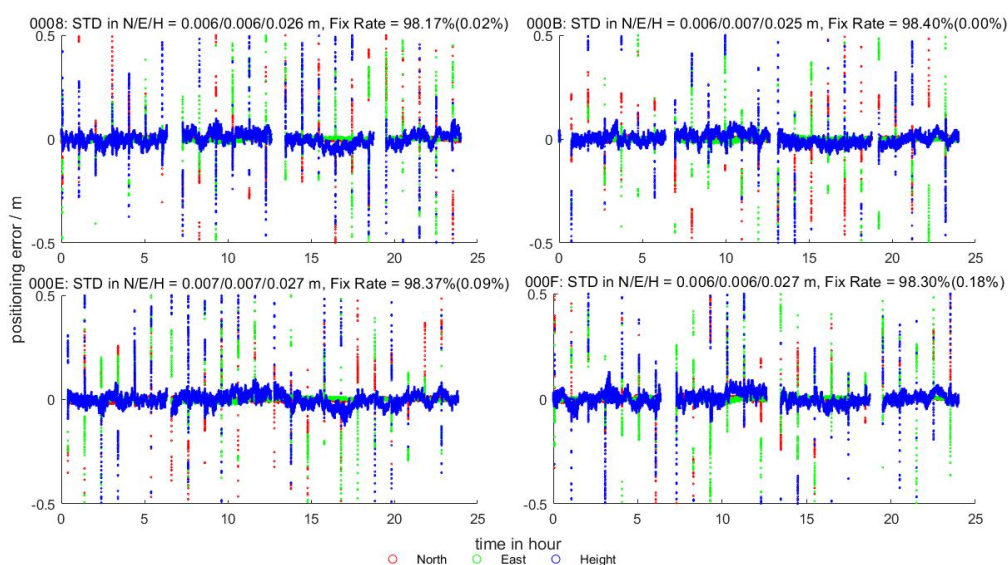 0008: STD in N/E/H = 0.006/0.006/0.026 m, Fix Rate = 98.17%(0.02%)
000B: STD in N/E/H = 0.006/0.007/0.025 m, Fix Rate = 98.40%(0.00%)
0.5
0
-0.5
0 5 10 15 20 25
0.5
0
-0.5
0 5 10 15 20 25
positioning error / m
000E: STD in N/E/H = 0.007/0.007/0.027 m, Fix Rate = 98.37%(0.09%)
000F: STD in N/E/H = 0.006/0.006/0.027 m, Fix Rate = 98.30%(0.18%)
0.5
0
-0.5
0 5 10 15 20 25
0.5
0
-0.5
0 5 10 15 20 25
time in hour
North East Height